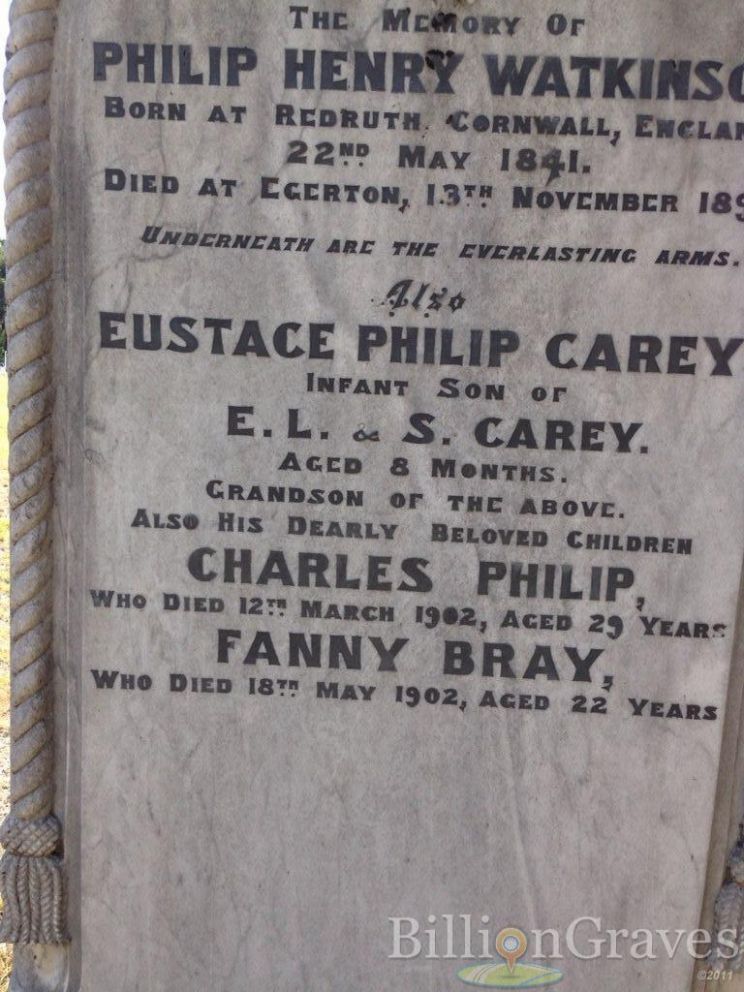 THE MEMORY OF
PHILIP HENRY WATKINSO
BORN AT REDRUTH, CORNWALL, ENGLAN
22ND MAY 1841.
DIED AT EGERTON, 13TH NOVEMBER 189
UNDERNEATH ARE THE EVERLASTING ARMS.
Also
EUSTACE PHILIP CAREY
INFANT SON OF
E. L. & S. CAREY.
AGED 8 MONTHS.
GRANDSON OF THE ABOVE.
ALSO HIS DEARLY BELOVED CHILDREN
CHARLES PHILIP,
WHO DIED 12TH MARCH 1902, AGED 29 YEARS
FANNY BRAY,
WHO DIED 18TH MAY 1902, AGED 22 YEARS
BillionGraves
©2011